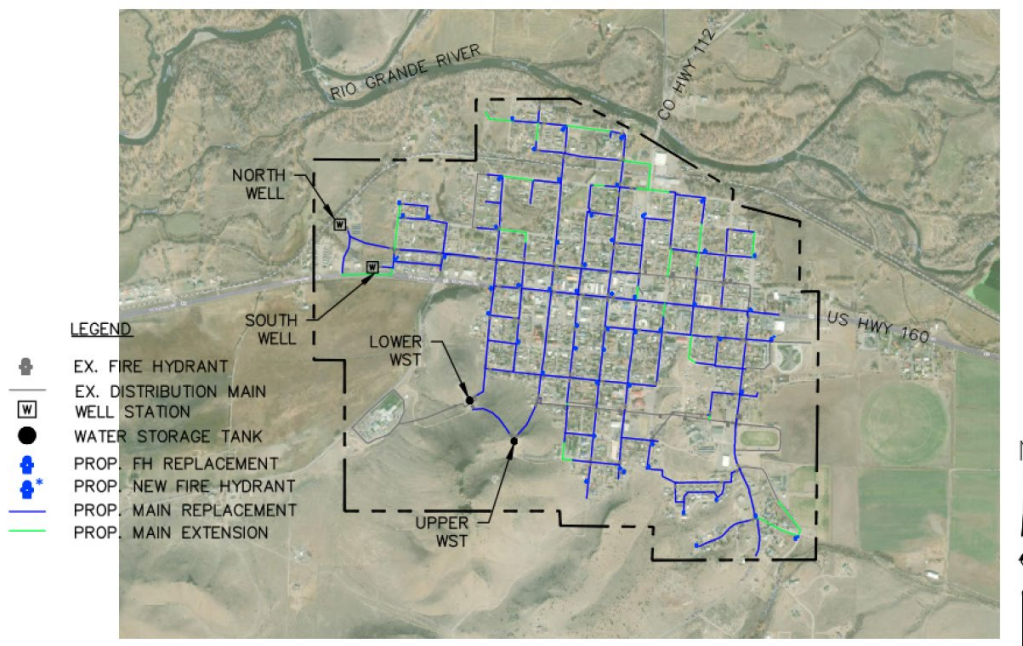 RIO GRANDE RIVER
CO HWY 112
NORTH
WELL
SOUTH
WELL
US HWY 160
LOWER
WST
UPPER
WST
LEGEND
EX. FIRE HYDRANT
EX. DISTRIBUTION MAIN
W WELL STATION
WATER STORAGE TANK
PROP. FH REPLACEMENT
* PROP. NEW FIRE HYDRANT
PROP. MAIN REPLACEMENT
PROP. MAIN EXTENSION
W
W